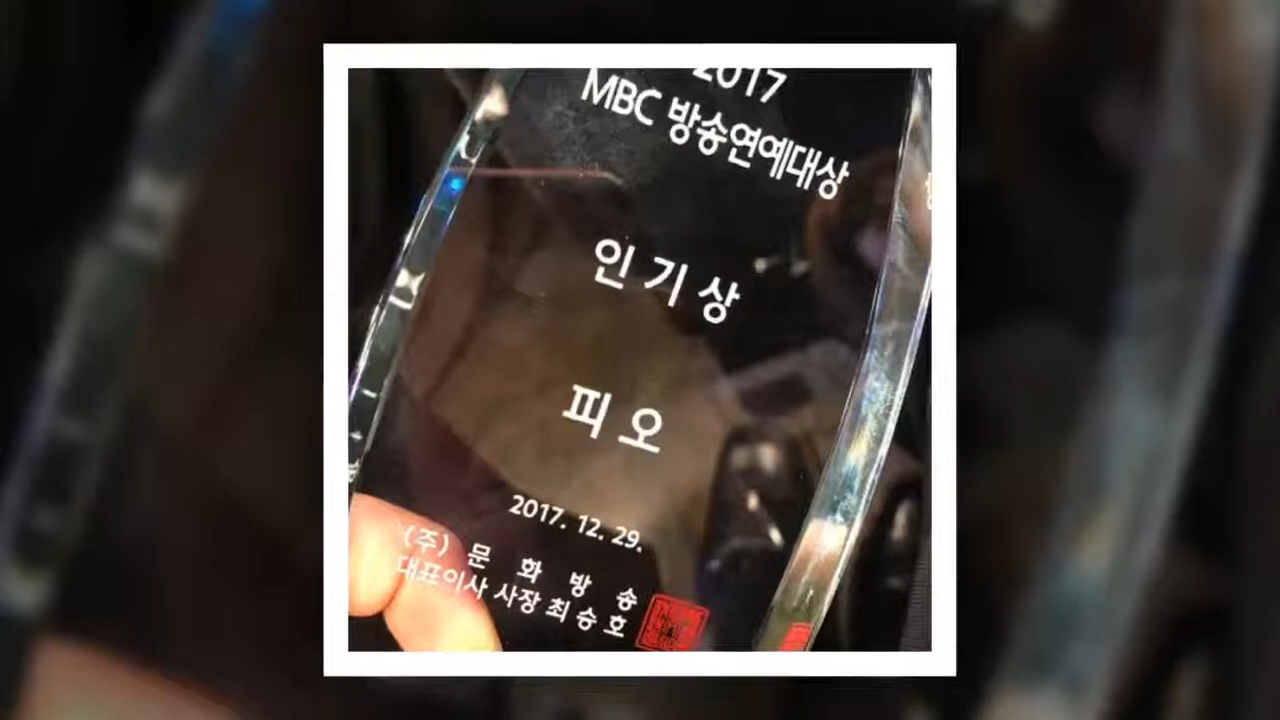 2017
MBC 방송연예대상
인기상
피오
2017. 12. 29.
(주) 문 화 방 송
대표이사 사장 최승호